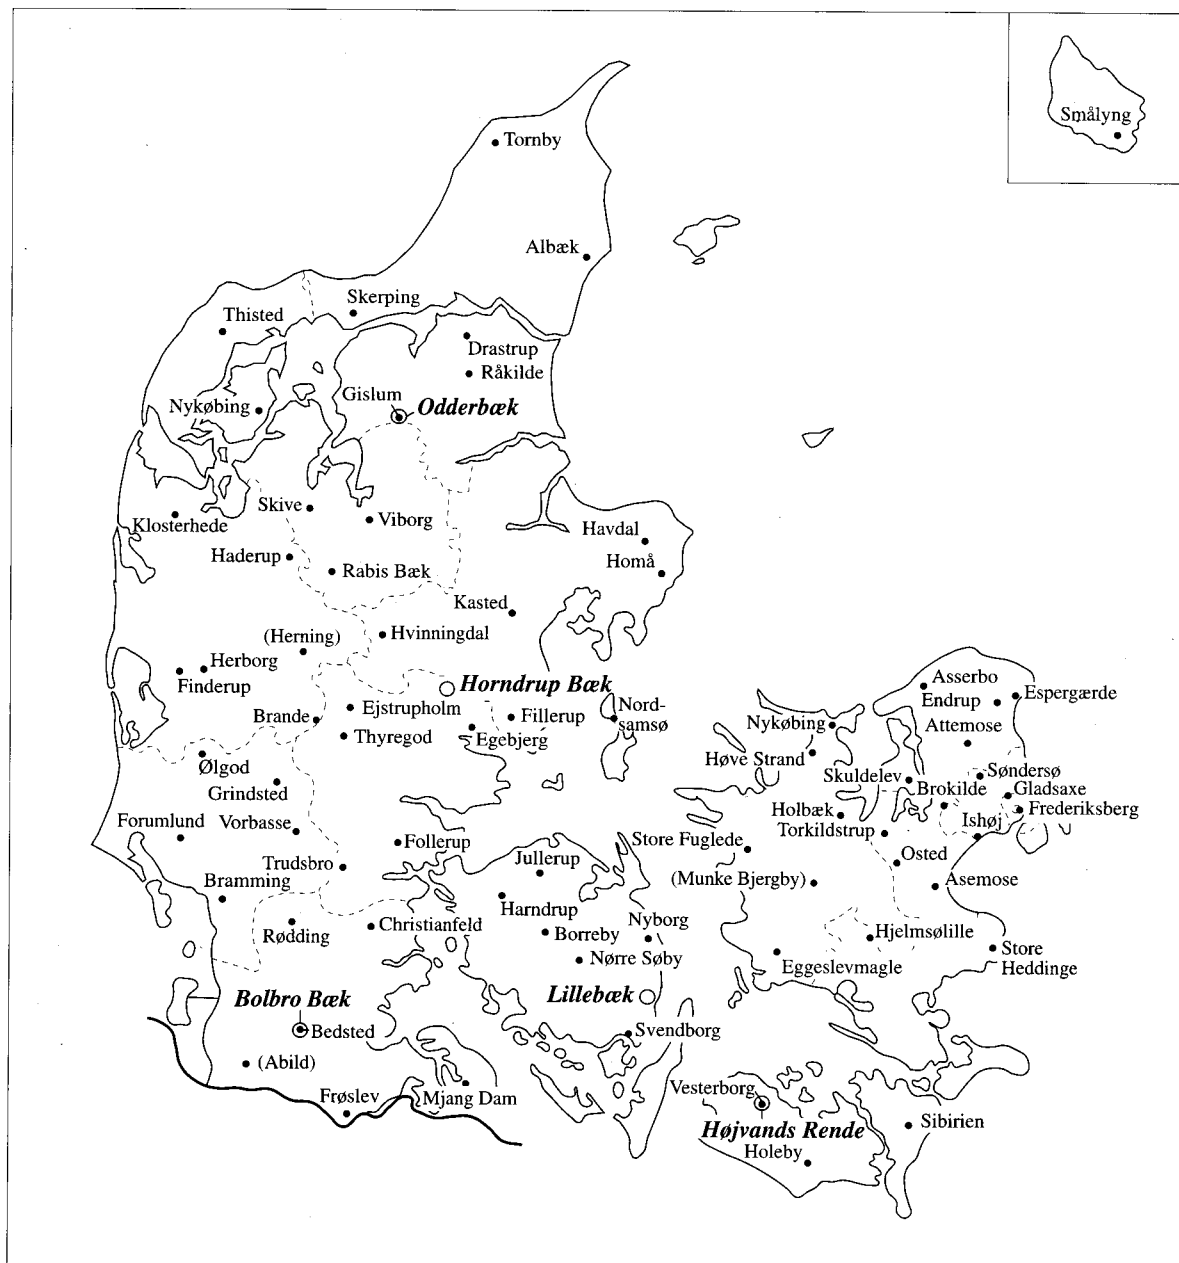 Smålyng
Tornby
Albæk
Skerping
Thisted
Drastrup
Råkilde
Gislum
Nykøbing
Odderbæk
Skive
Viborg
Klosterhede
Havdal
Haderup
Homå
Rabis Bæk
Kasted
(Herning)
Hvinningdal
Herborg
Finderup
Horndrup Bæk
Asserbo
Endrup
Espergærde
Ejstrupholm
Fillerup
Nord-
samsø
Brande
Nykøbing
Attemose
Thyregod
Egebjerg
Høve Strand
Ølgod
Skuldelev
Søndersø
Grindsted
Brokilde
Gladsaxe
Holbæk
Frederiksberg
Forumlund
Vorbasse
Torkildstrup
Ishøj
Follerup
Store Fuglede
Jullerup
Osted
Trudsbro
(Munke Bjergby)
Asemose
Bramming
Harndrup
Christianfeld
Nyborg
Rødding
Borreby
Hjelmsølille
Nørre Søby
Eggeslevmagle
Store
Heddinge
Bolbro Bæk
Lillebæk
Bedsted
Svendborg
(Abild)
Vesterborg
Frøslev
Mjang Dam
Højvands Rende
Sibirien
Holeby